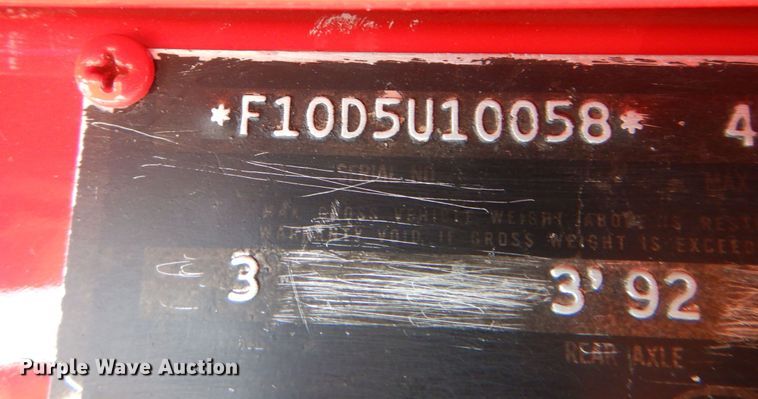 *F10D5U10058* 4
SERIAL NO. MAX
MAX GROSS VEHICLE WEIGHT
WARRANTY VOID IF GROSS WEIGHT IS EXCEED
3 3'92
REAR AXLE
Purple Wave Auction